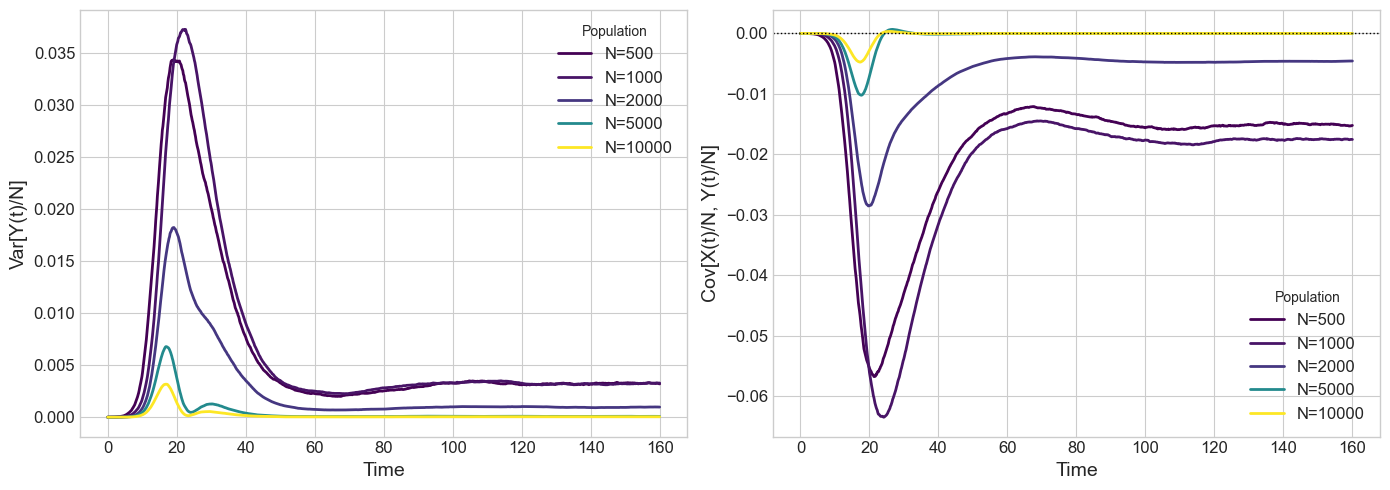 Var[Y(t)/N]
0.035
0.030
0.025
0.020
0.015
0.010
0.005
0.000
0 20 40 60 80 100 120 140 160
Time
Population
N=500
N=1000
N=2000
N=5000
N=10000
Cov[X(t)/N, Y(t)/N]
0.00
−0.01
−0.02
−0.03
−0.04
−0.05
−0.06
0 20 40 60 80 100 120 140 160
Time
Population
N=500
N=1000
N=2000
N=5000
N=10000